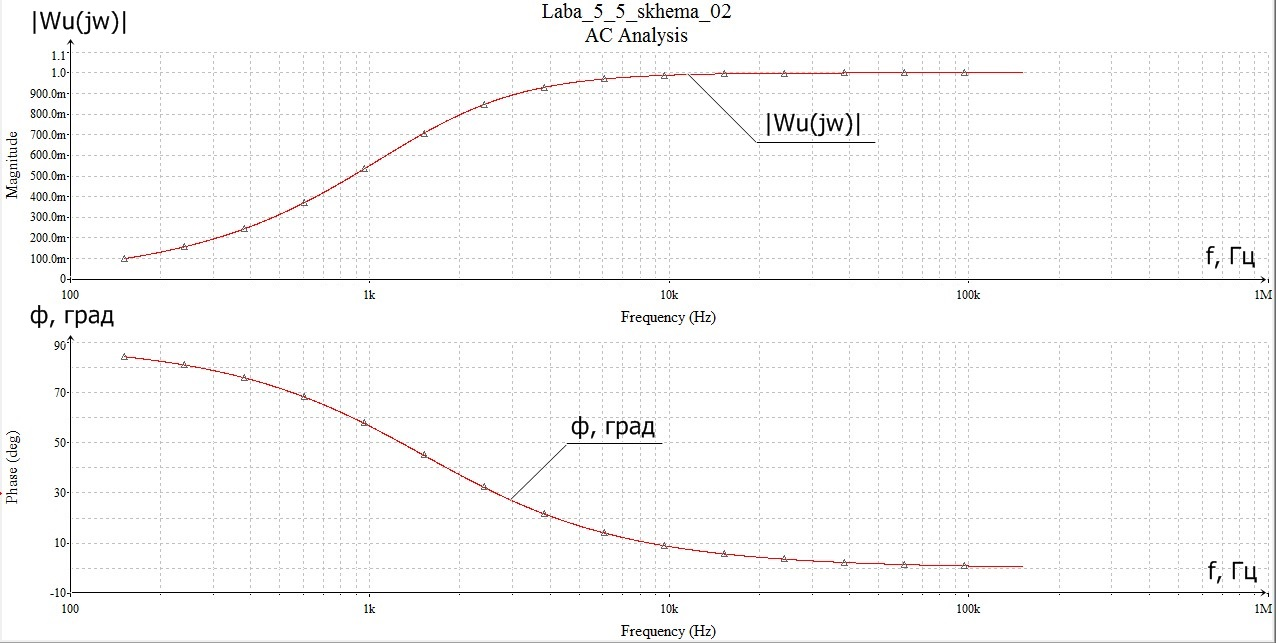 Laba_5_5_skhema_02
AC Analysis
|Wu(jw)|
1.1
1.0
900.0m
800.0m
700.0m
600.0m
500.0m
400.0m
300.0m
200.0m
100.0m
0
Magnitude
|Wu(jw)|
f, Гц
100 1k 10k 100k 1M
Frequency (Hz)
ф, град
90
70
50
30
10
-10
Phase (deg)
ф, град
f, Гц
100 1k 10k 100k 1M
Frequency (Hz)